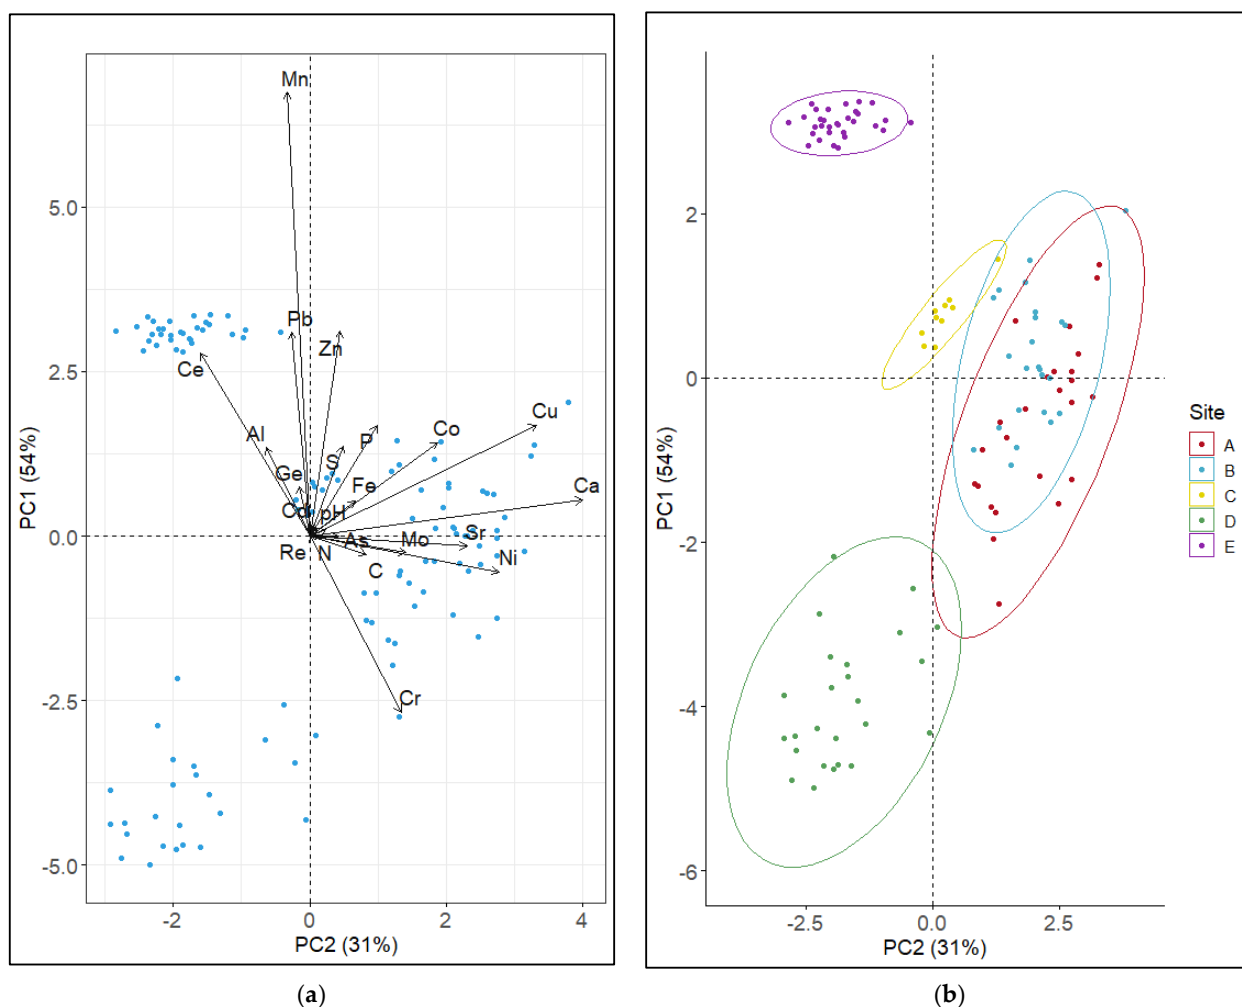 Mn
5.0
Pb
Zn
2.5
Ce
Cu
Co
P
Al
S
Ca
Ge
Fe
Cd
pH
0.0
As
Mo
Sr
Re
N
C
Ni
Cr
-2.5
-5.0
PC1 (54%)
-2
0
2
4
PC2 (31%)
(a)
2
0
-2
-4
-6
PC1 (54%)
-2.5
0.0
2.5
PC2 (31%)
Site
A
B
C
D
E
(b)